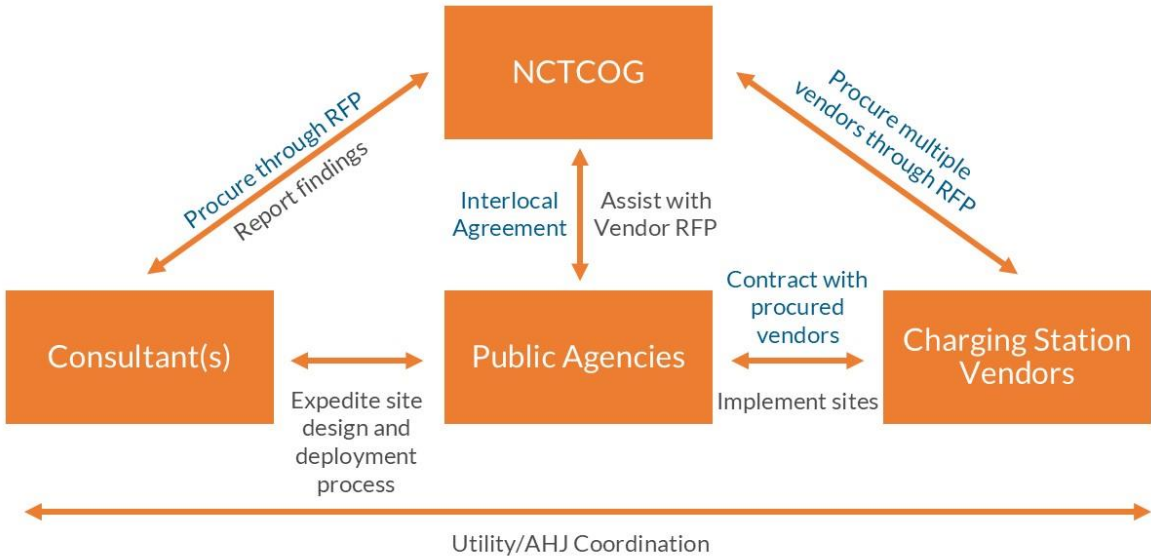 NCTCOG
Procure through RFP
Report findings
Procure multiple
vendors through RFP
Interlocal
Agreement
Assist with
Vendor RFP
Contract with
procured
vendors
Consultant(s)
Public Agencies
Charging Station
Vendors
Expedite site
design and
deployment
process
Implement sites
Utility/AHJ Coordination